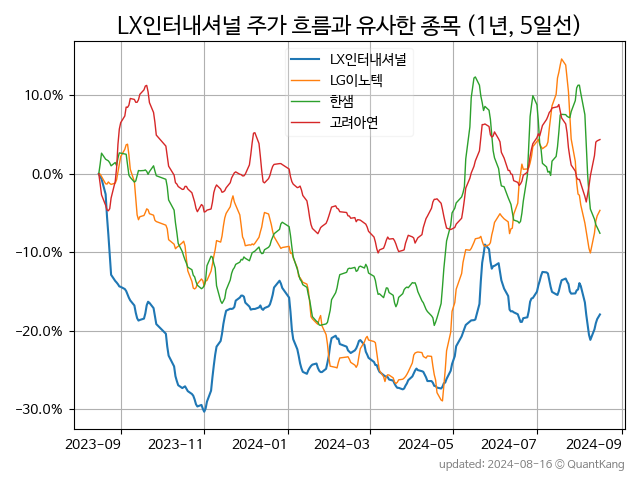 LX인터내셔널 주가 흐름과 유사한 종목 (1년, 5일선)
LX인터내셔널
LG이노텍
한샘
고려아연
10.0%
0.0%
−10.0%
−20.0%
−30.0%
2023-09
2023-11
2024-01
2024-03
2024-05
2024-07
2024-09
updated: 2024-08-16 © QuantKang